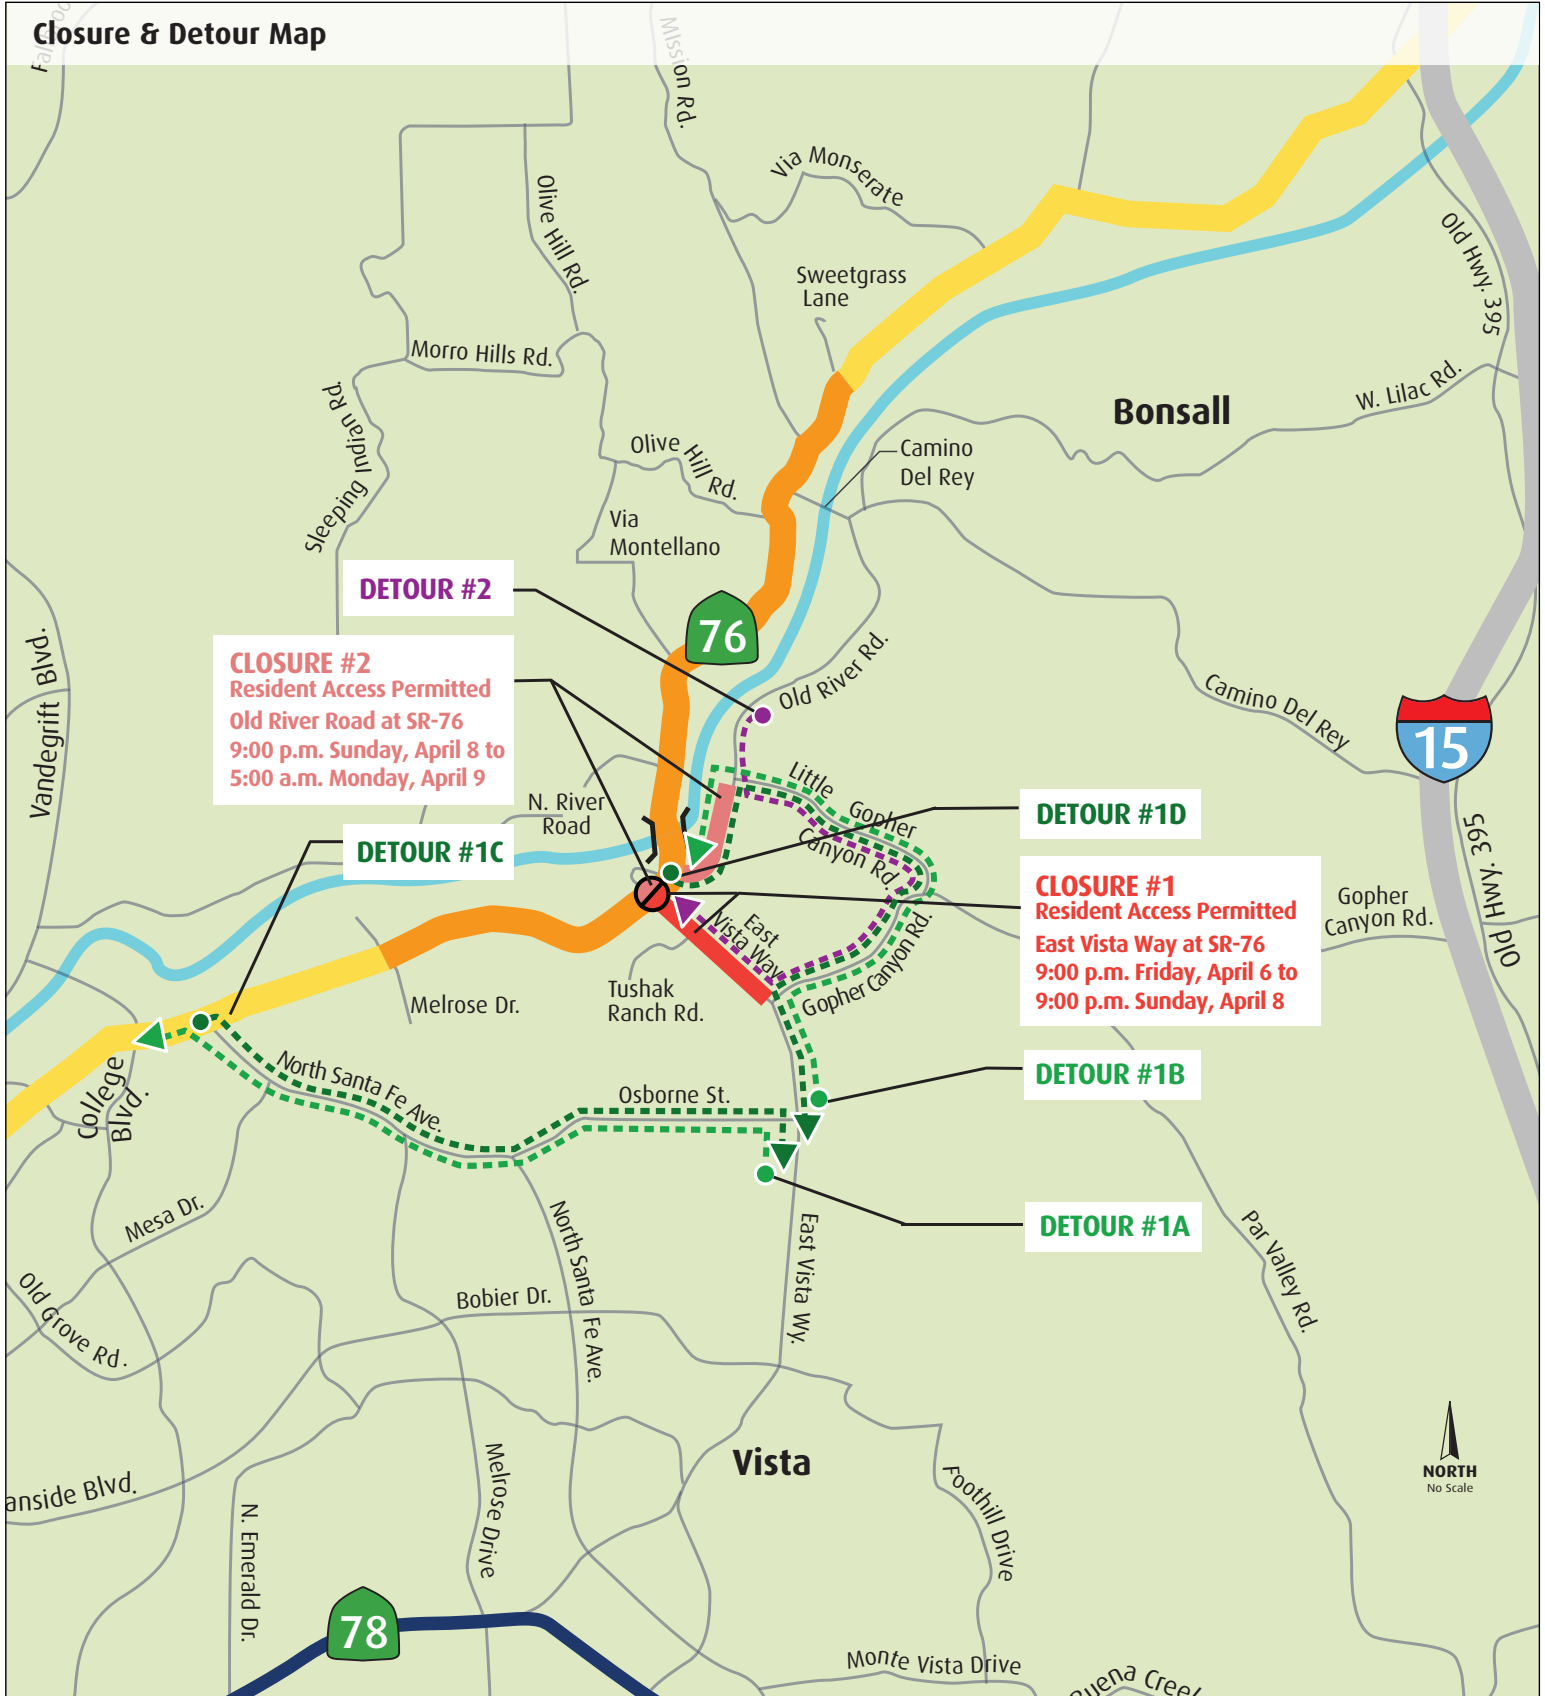 Closure & Detour Map
Mission Rd.
Via Monserate
Olive Hill Rd.
Sweetgrass
Lane
Old Hwy. 395
Morro Hills Rd.
W. Lilac Rd.
Bonsall
Sleeping Indian Rd.
Olive Hill Rd.
Camino
Del Rey
Via
Montellano
DETOUR #2
76
Vandegrift Blvd.
CLOSURE #2
Resident Access Permitted
Old River Road at SR-76
9:00 p.m. Sunday, April 8 to
5:00 a.m. Monday, April 9
Old River Rd.
Camino Del Rey
15
N. River
Road
Little Gopher
Canyon Rd.
DETOUR #1D
DETOUR #1C
Old Hwy. 395
CLOSURE #1
Resident Access Permitted
East Vista Way at SR-76
9:00 p.m. Friday, April 6 to
9:00 p.m. Sunday, April 8
Gopher
Canyon Rd.
East
Vista Way
Gopher Canyon Rd.
Tushak
Ranch Rd.
Melrose Dr.
College
Blvd.
North Santa Fe Ave.
Osborne St.
DETOUR #1B
DETOUR #1A
Mesa Dr.
North Santa Fe Ave.
East Vista Wy.
Par Valley Rd.
Old Grove Rd.
Bobier Dr.
Vista
NORTH
No Scale
anside Blvd.
N. Emerald Dr.
Melrose Drive
Foothill Drive
78
Monte Vista Drive
Buena Creek